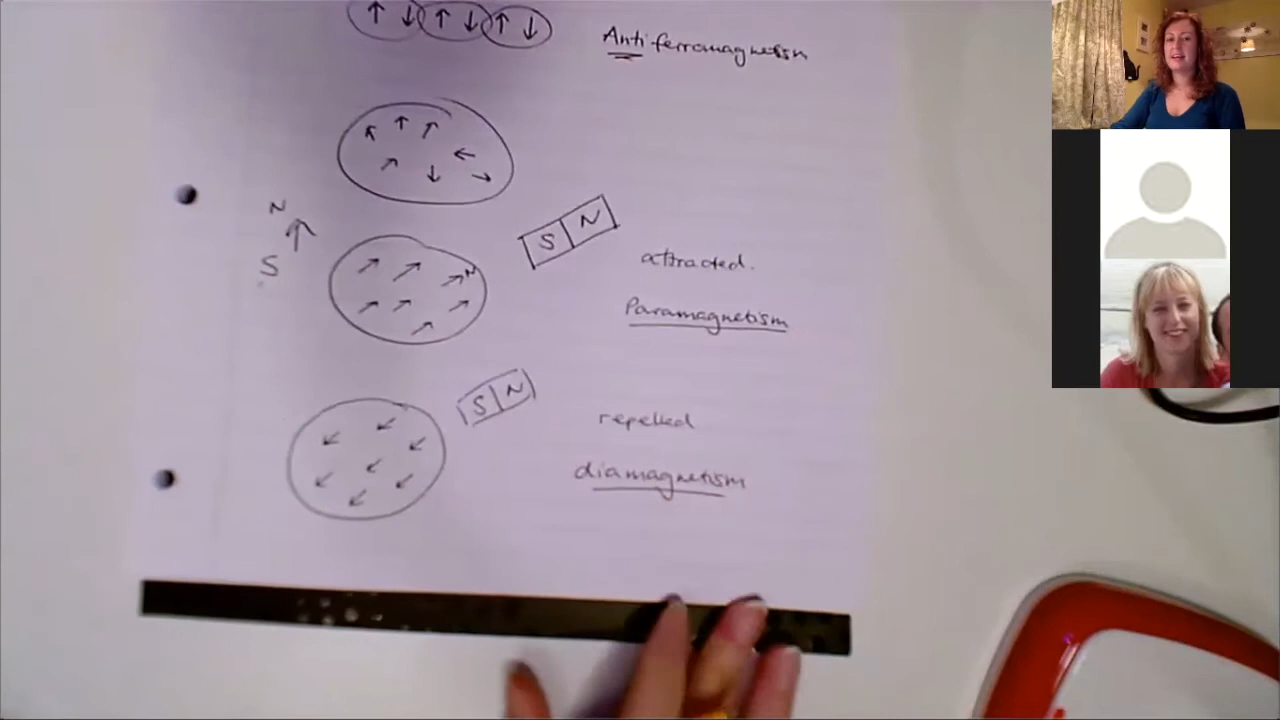 Antiferromagnetism
N
S
S N
N
attracted.
Paramagnetism
S N
repelled
diamagnetism